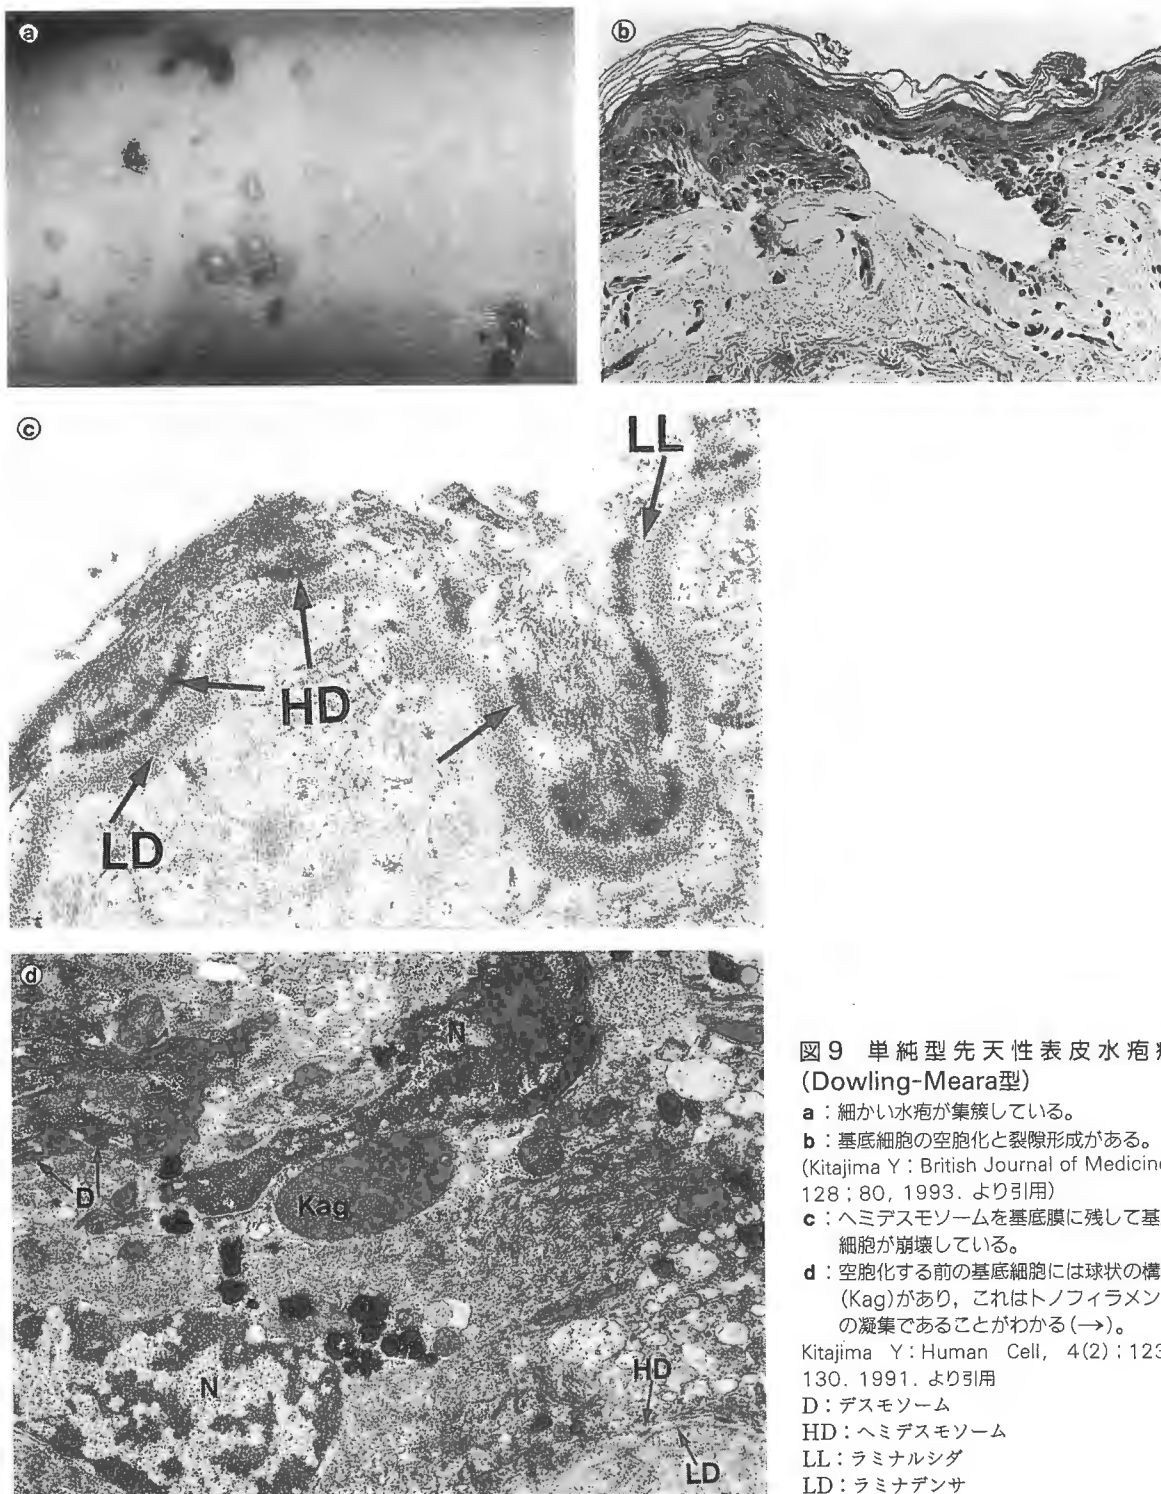 a
b
c
LL
HD
LD
d
N
Kag
D
N
HD
LD
図9 単純型先天性表皮水疱
(Dowling-Meara型)
a：細かい水疱が集簇している。
b：基底細胞の空胞化と裂隙形成がある。
(Kitajima Y：British Journal of Medicine
128：80, 1993. より引用)
c：ヘミデスモソームを基底膜に残して基
細胞が崩壊している。
d：空胞化する前の基底細胞には球状の構
(Kag)があり，これはトノフィラメン
の凝集であることがわかる(→)。
Kitajima Y：Human Cell, 4(2)：123
130. 1991. より引用
D：デスモソーム
HD：ヘミデスモソーム
LL：ラミナルシダ
LD：ラミナデンサ